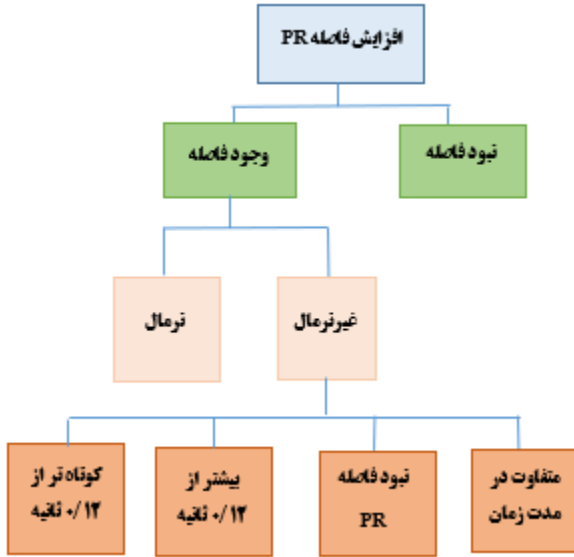 افزایش فاصله PR
نبود فاصله
وجود فاصله
غیرنرمال
نرمال
متفاوت در
مدت زمان
نبود فاصله
PR
بیشتر از
۰/۱۲ ثانیه
کوتاه تر از
۰/۱۲ ثانیه